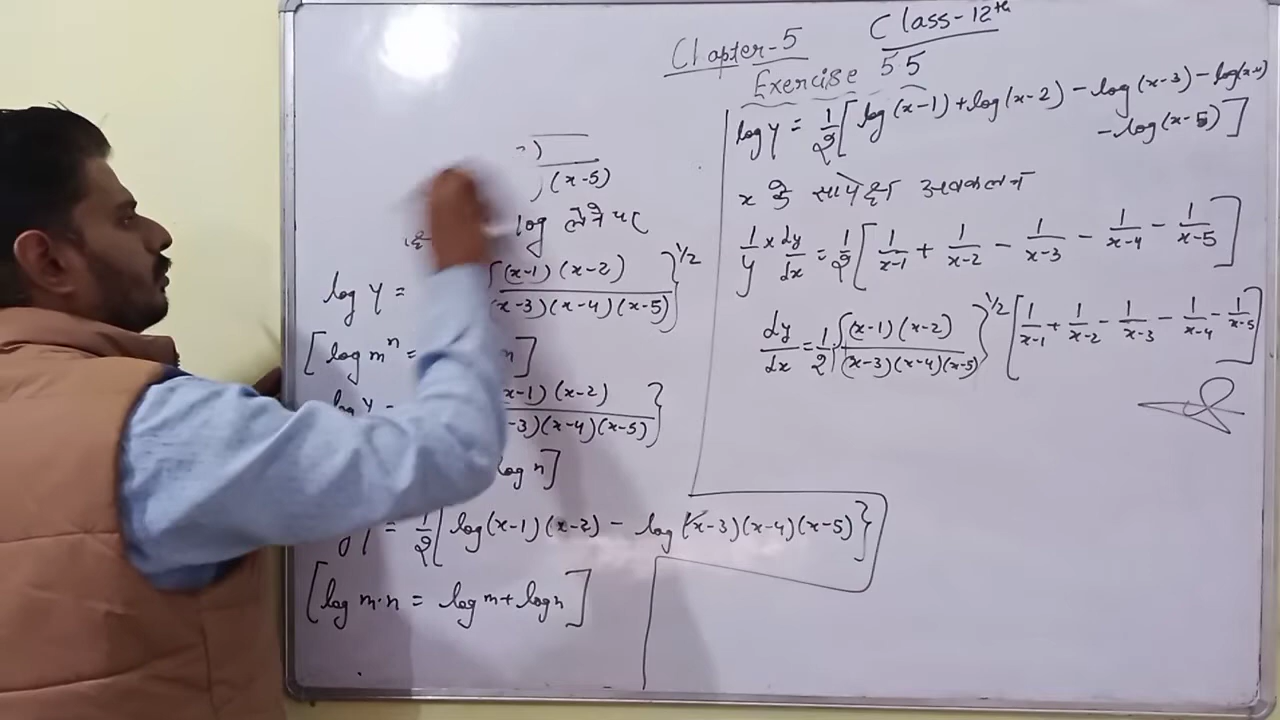 Chapter-5 Class-12th
Exercise 5.5
(x-5)
log लेने पर
log y = {(x-1)(x-2) / (x-3)(x-4)(x-5)}^1/2
[log m^n = n]
log y = x-1)(x-2) / -3)(x-4)(x-5)}
log n]
y = 1/2[log(x-1)(x-2) - log(x-3)(x-4)(x-5)}
[log m·n = log m + log n]
log y = 1/2[log(x-1)+log(x-2) - log(x-3) - log(x-4)
- log(x-5)]
x के सापेक्ष अवकलन
1/y × dy/dx = 1/2[1/x-1 + 1/x-2 - 1/x-3 - 1/x-4 - 1/x-5]
dy/dx = 1/2{(x-1)(x-2) / (x-3)(x-4)(x-5)}^1/2 [1/x-1 + 1/x-2 - 1/x-3 - 1/x-4 - 1/x-5]